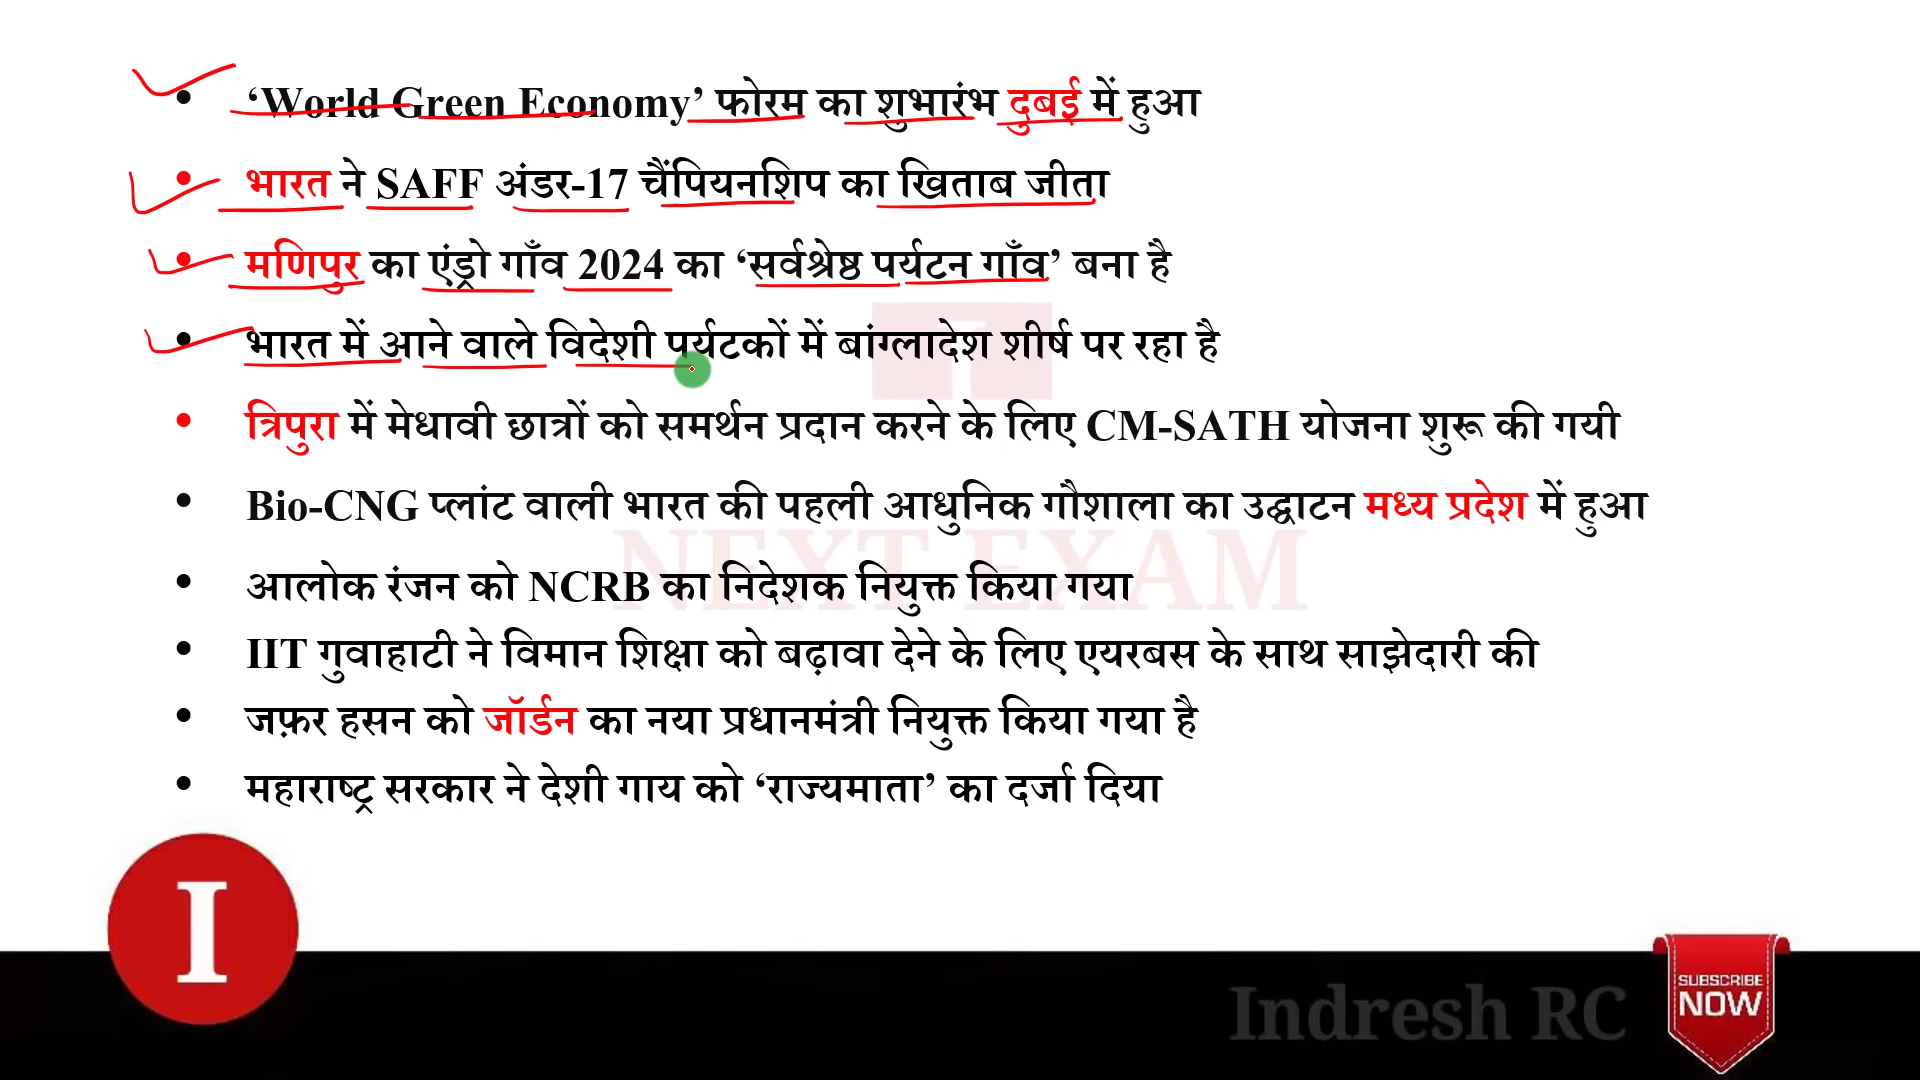 • ‘World Green Economy’ फोरम का शुभारंभ दुबई में हुआ
• भारत ने SAFF अंडर-17 चैंपियनशिप का खिताब जीता
• मणिपुर का एंड्रो गाँव 2024 का ‘सर्वश्रेष्ठ पर्यटन गाँव’ बना है
• भारत में आने वाले विदेशी पर्यटकों में बांग्लादेश शीर्ष पर रहा है
• त्रिपुरा में मेधावी छात्रों को समर्थन प्रदान करने के लिए CM-SATH योजना शुरू की गयी
• Bio-CNG प्लांट वाली भारत की पहली आधुनिक गौशाला का उद्घाटन मध्य प्रदेश में हुआ
NEXT EXAM
• आलोक रंजन को NCRB का निदेशक नियुक्त किया गया
• IIT गुवाहाटी ने विमान शिक्षा को बढ़ावा देने के लिए एयरबस के साथ साझेदारी की
• जफ़र हसन को जॉर्डन का नया प्रधानमंत्री नियुक्त किया गया है
• महाराष्ट्र सरकार ने देशी गाय को ‘राज्यमाता’ का दर्जा दिया
I
Indresh RC
SUBSCRIBE
NOW